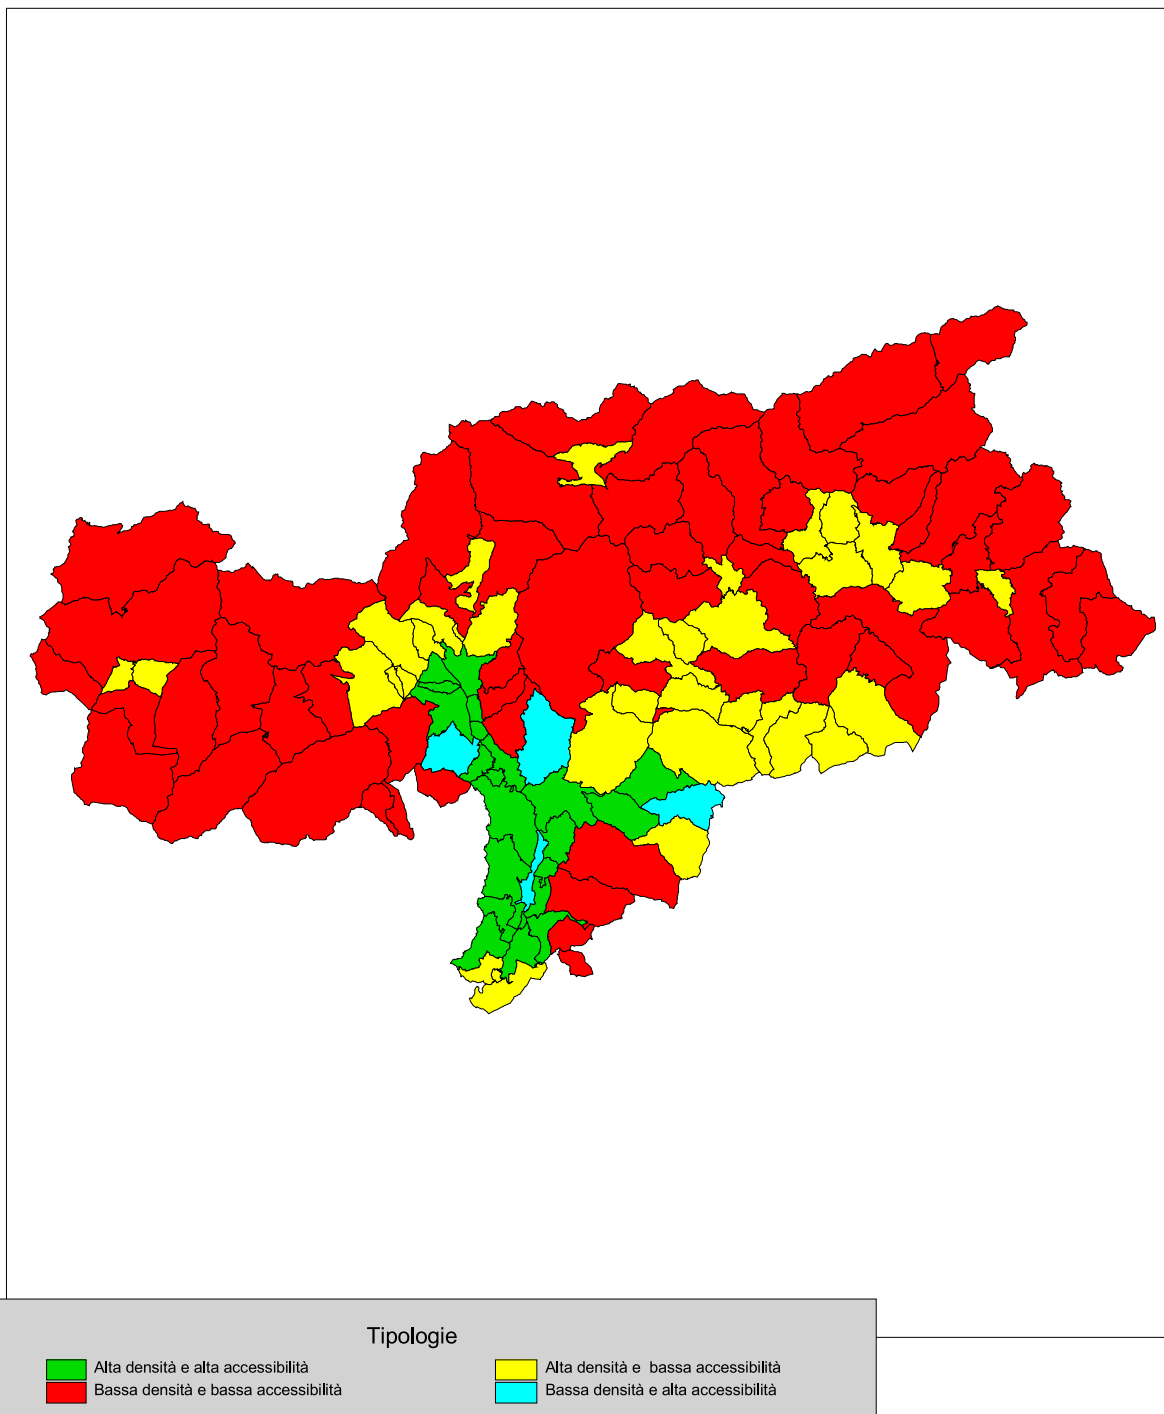 Tipologie
Alta densità e alta accessibilità
Alta densità e bassa accessibilità
Bassa densità e bassa accessibilità
Bassa densità e alta accessibilità